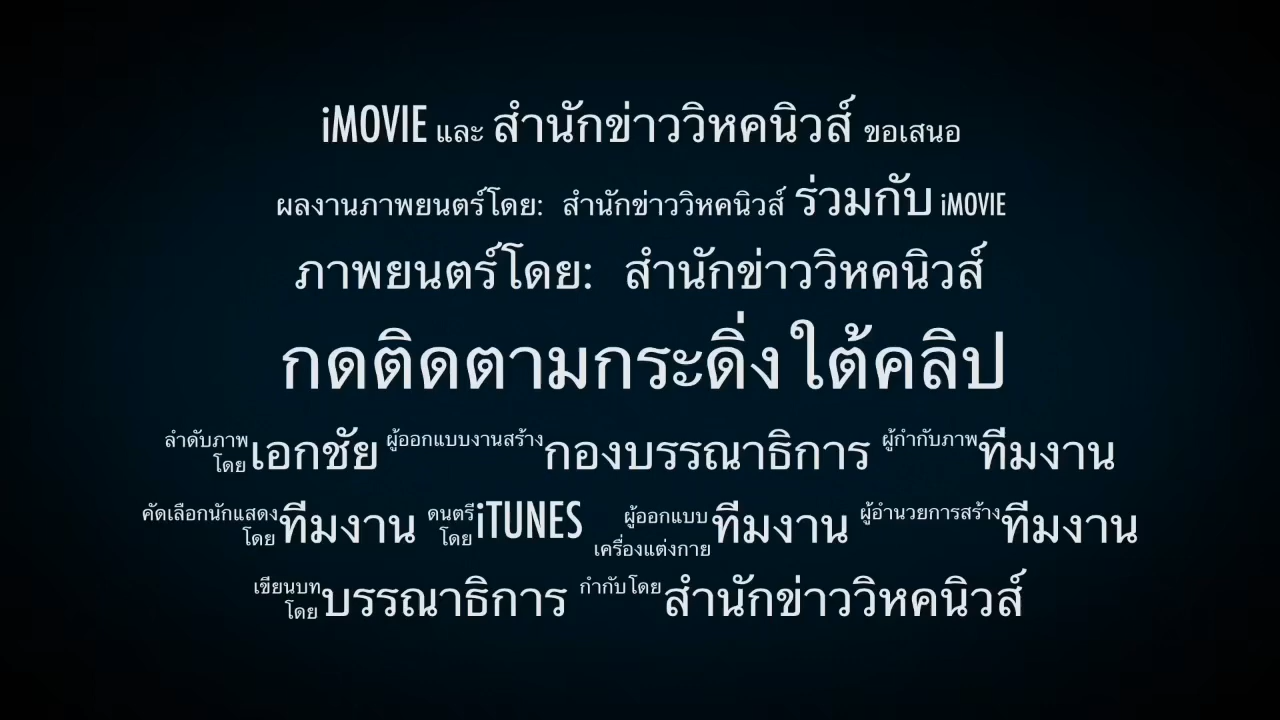 iMOVIE และ สำนักข่าววิหคนิวส์ ขอเสนอ
ผลงานภาพยนตร์โดย: สำนักข่าววิหคนิวส์ ร่วมกับ iMOVIE
ภาพยนตร์โดย: สำนักข่าววิหคนิวส์
กดติดตามกระดิ่ง ใต้คลิป
ลำดับภาพโดย เอกชัย ผู้ออกแบบงานสร้าง กองบรรณาธิการ ผู้กำกับภาพ ทีมงาน
คัดเลือกนักแสดงโดย ทีมงาน ดนตรีโดย iTUNES ผู้ออกแบบเครื่องแต่งกาย ทีมงาน ผู้อำนวยการสร้าง ทีมงาน
เขียนบทโดย บรรณาธิการ กำกับโดย สำนักข่าววิหคนิวส์